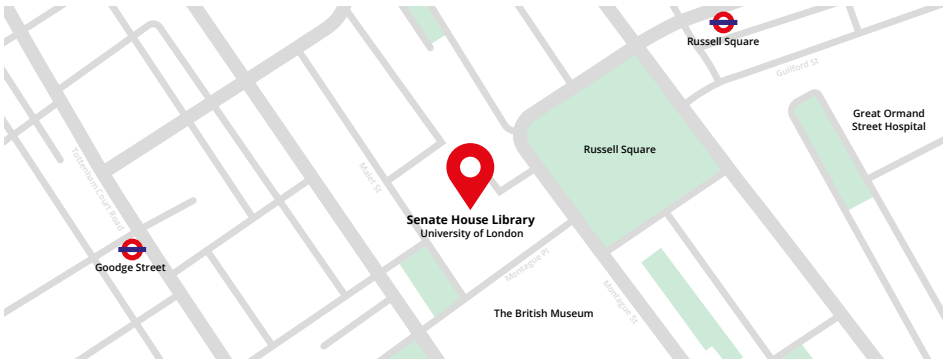 Russell Square
Guilford St
Great Ormand
Street Hospital
Russell Square
Tottenham Court Road
Malet St
Senate House Library
University of London
Goodge Street
Montague Pl
Montague St
The British Museum